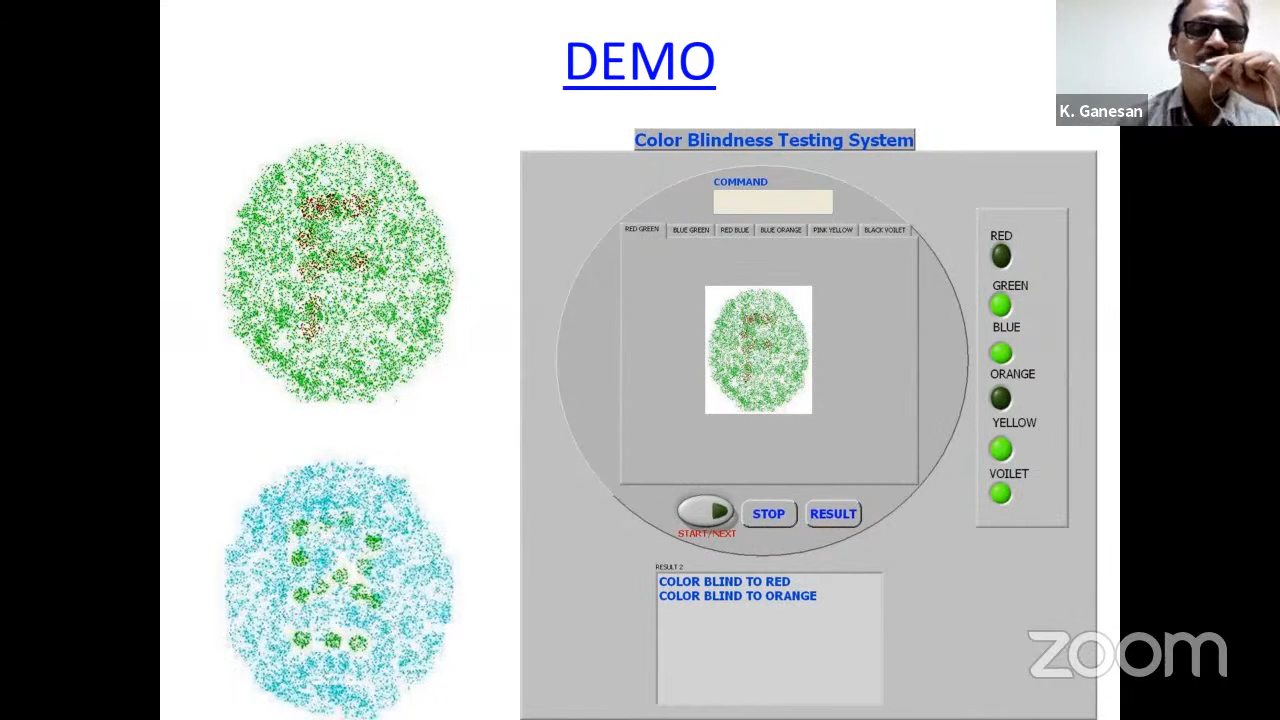 DEMO
K. Ganesan
Color Blindness Testing System
COMMAND
RED GREEN BLUE GREEN RED BLUE BLUE ORANGE PINK YELLOW BLACK VOILET
RED
GREEN
BLUE
ORANGE
YELLOW
VOILET
STOP RESULT
START/NEXT
RESULT 2
COLOR BLIND TO RED
COLOR BLIND TO ORANGE
zoom